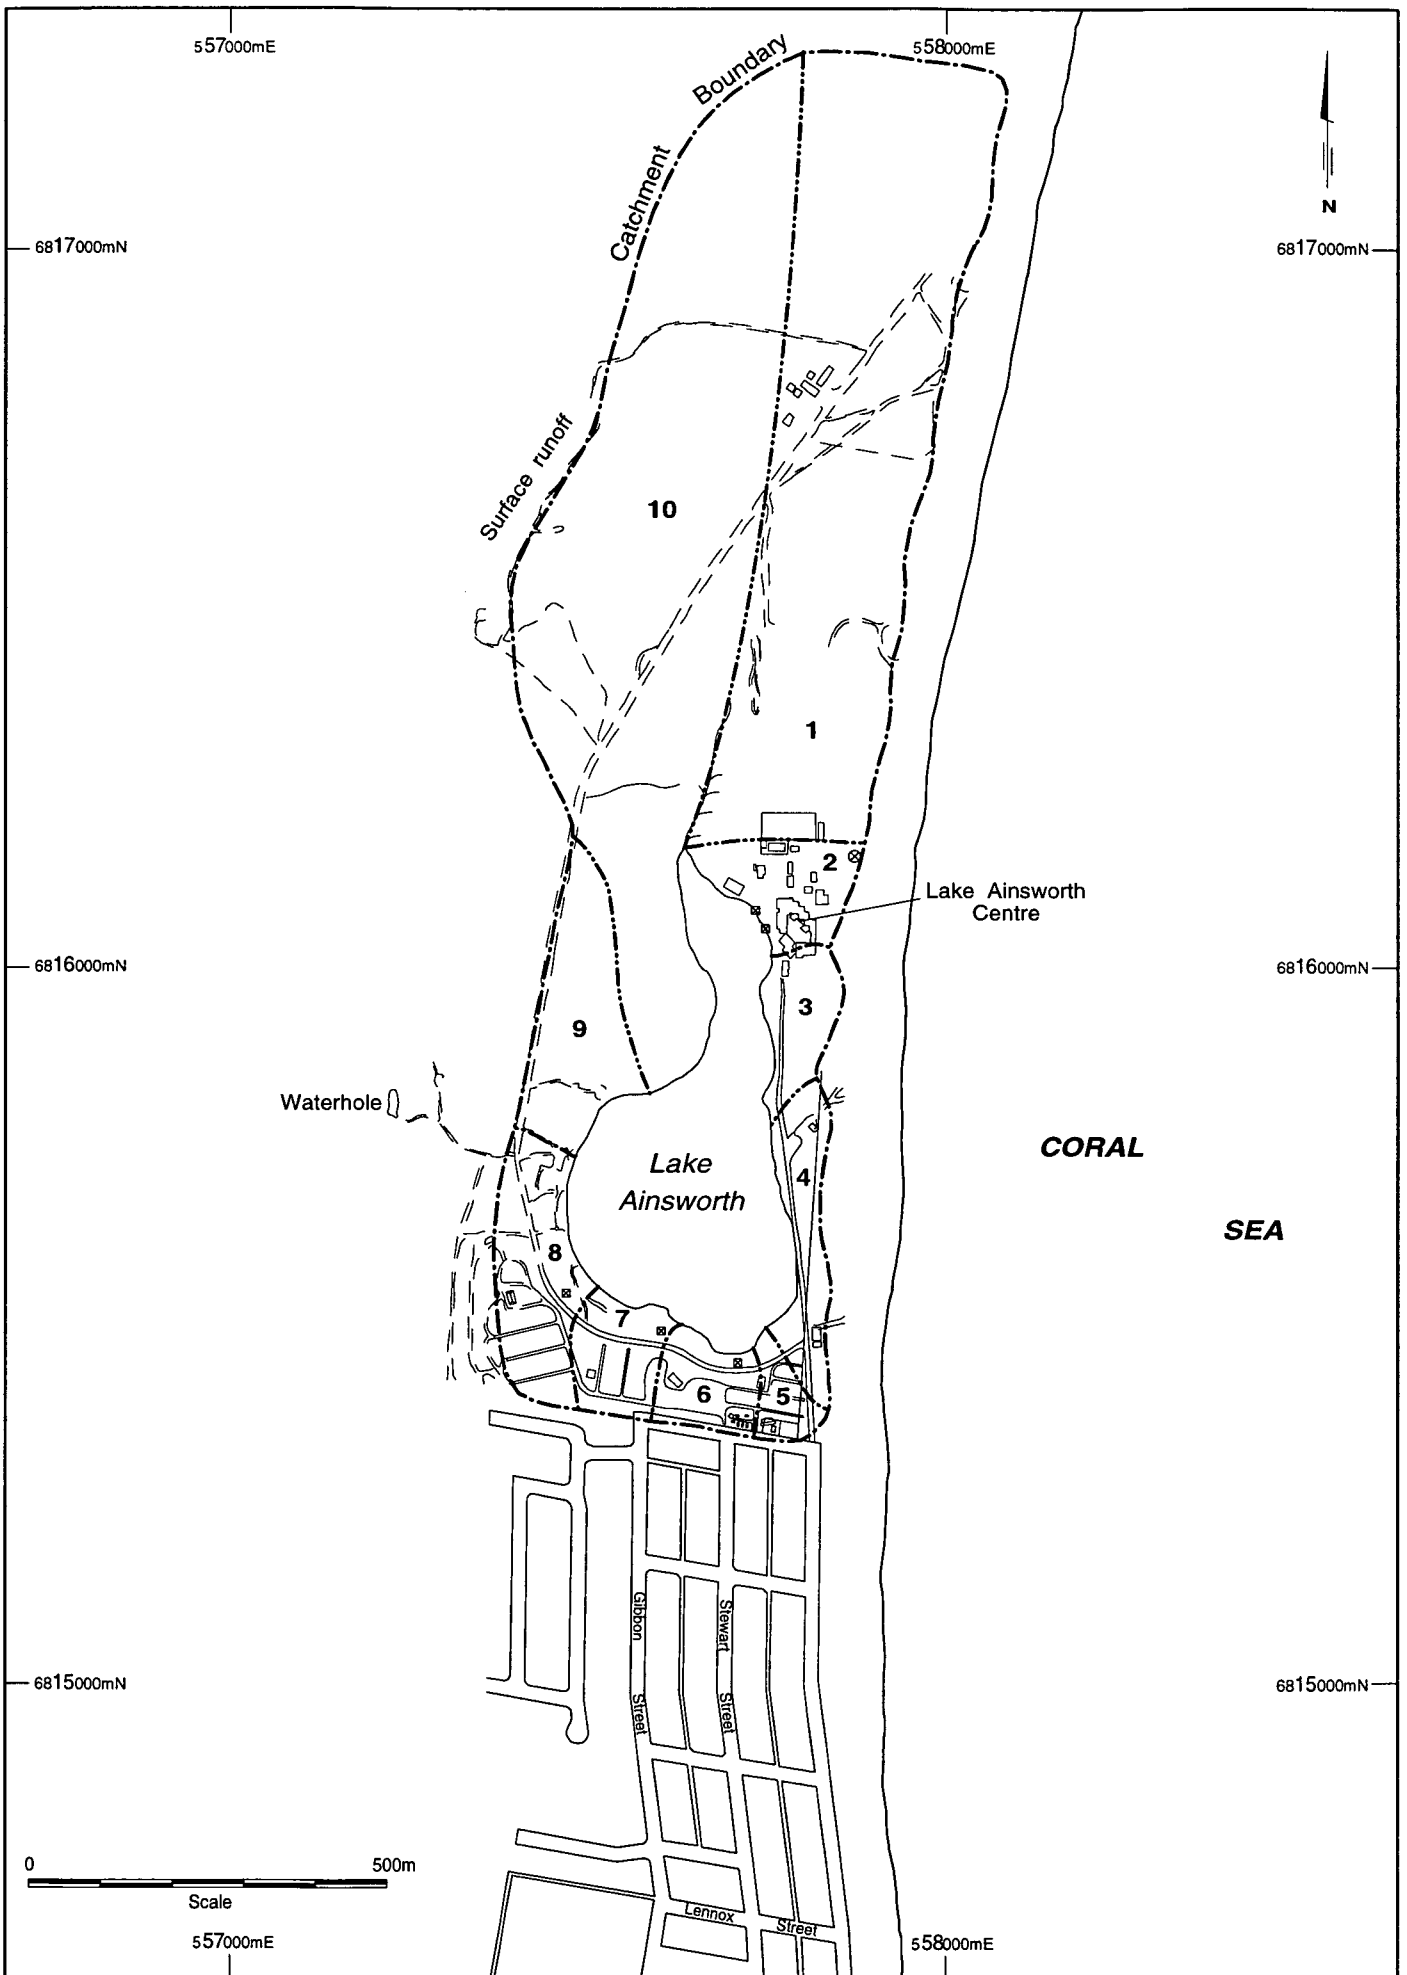 557000mE
558000mE
Boundary
Catchment
N
6817000mN
6817000mN
Surface runoff
10
1
2
Lake Ainsworth
Centre
6816000mN
6816000mN
3
9
Waterhole
CORAL
Lake
Ainsworth
4
SEA
8
7
6
5
Gibbon Street
Stewart Street
6815000mN
6815000mN
0
500m
Scale
Lennox Street
557000mE
558000mE